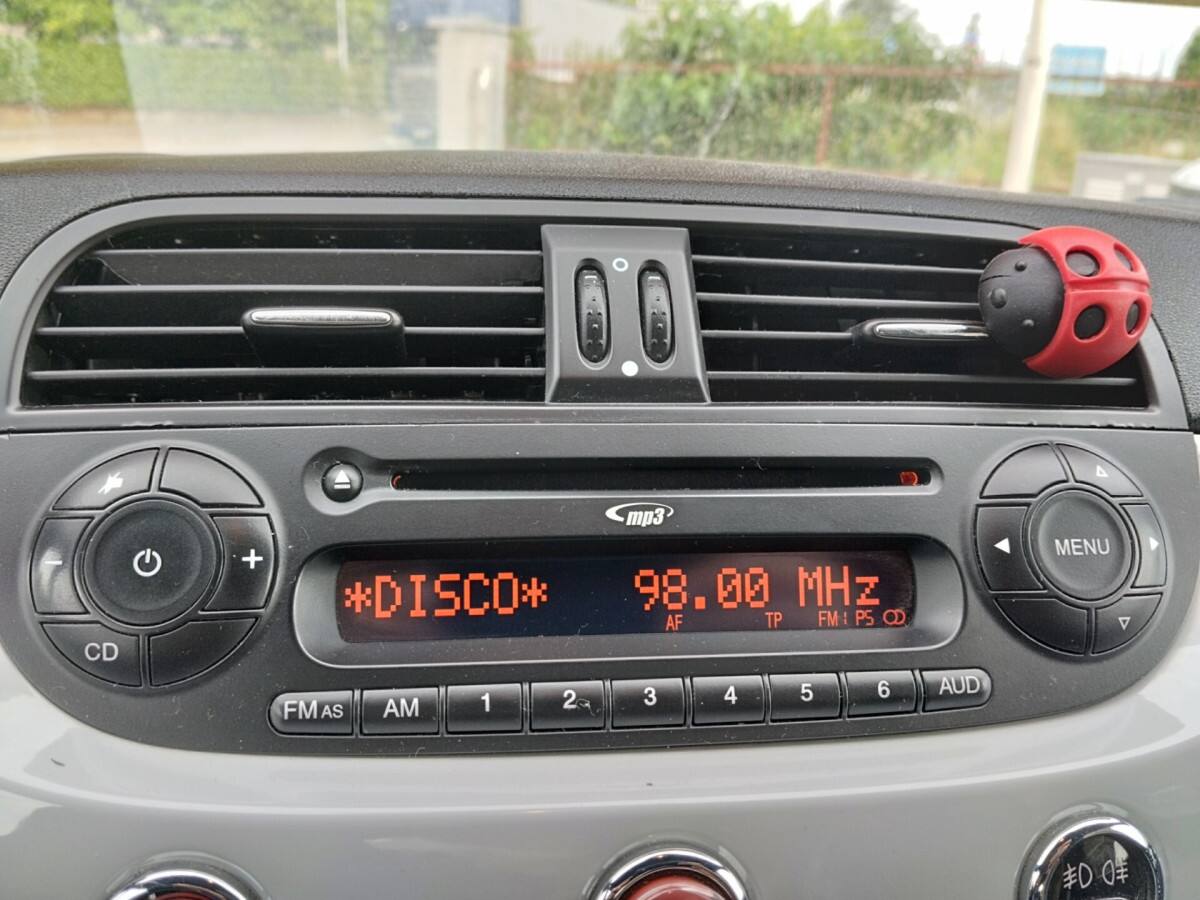 mp3
*DISCO* 98.00 MHz
AF TP FM1 P5
- +
MENU
CD
FM AS AM 1 2 3 4 5 6 AUD